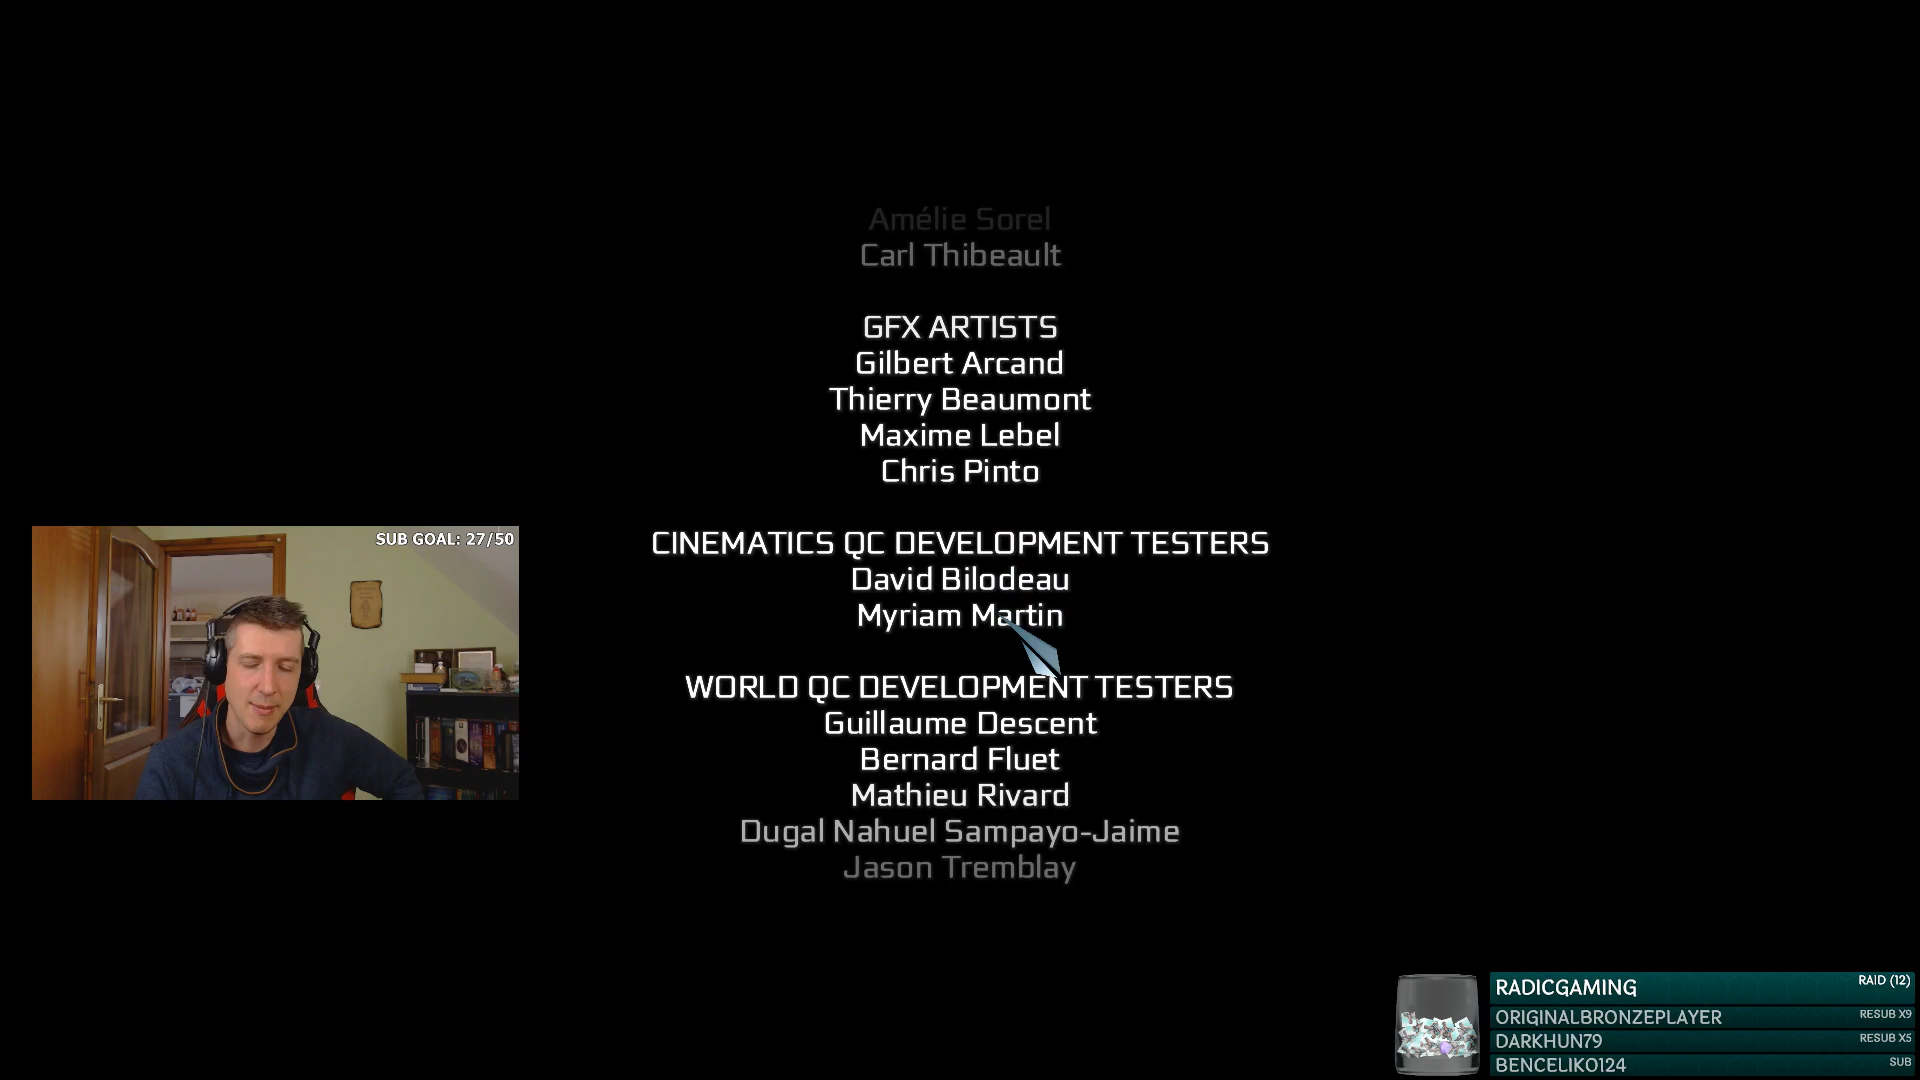 Amélie Sorel
Carl Thibeault
GFX ARTISTS
Gilbert Arcand
Thierry Beaumont
Maxime Lebel
Chris Pinto
CINEMATICS QC DEVELOPMENT TESTERS
David Bilodeau
Myriam Martin
WORLD QC DEVELOPMENT TESTERS
Guillaume Descent
Bernard Fluet
Mathieu Rivard
Dugal Nahuel Sampayo-Jaime
Jason Tremblay
SUB GOAL: 27/50
RADICGAMING RAID (12)
ORIGINALBRONZEPLAYER RESUB X9
DARKHUN79 RESUB X5
BENCELIKO124 SUB